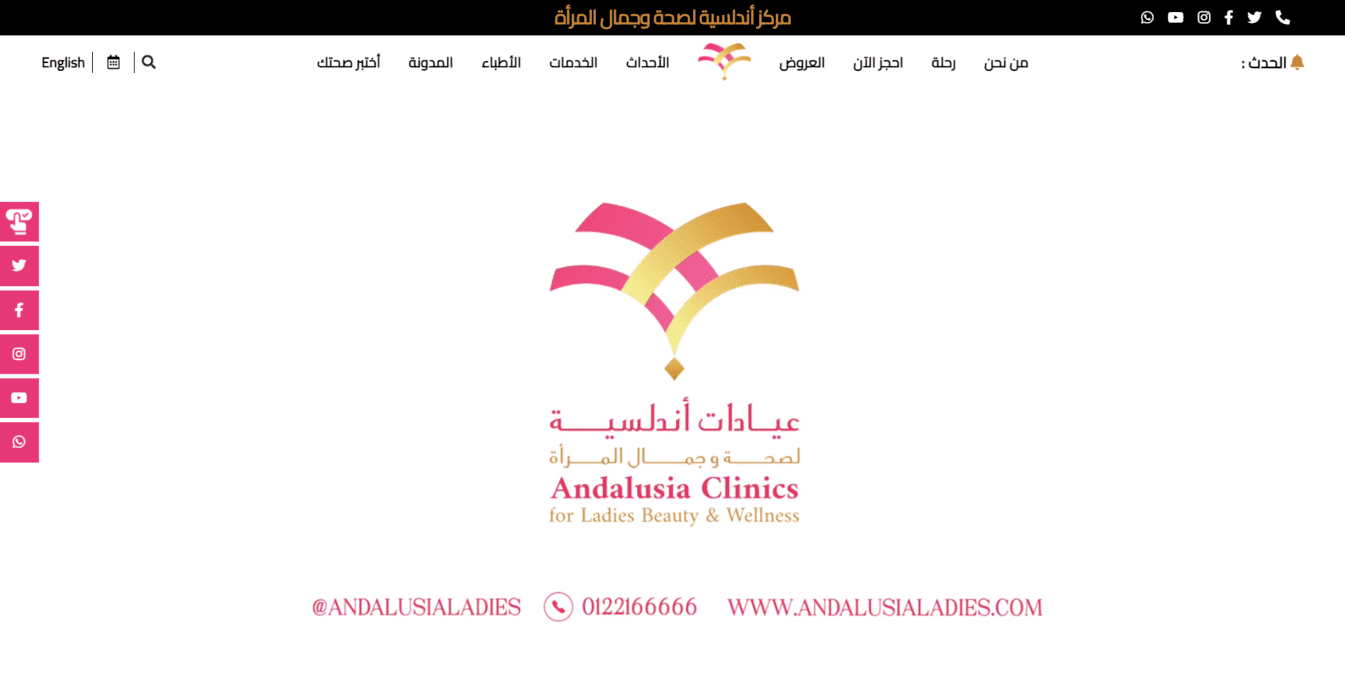 مركز أندلسية لصحة وجمال المرأة
الحدث :
من نحن
رحلة
احجز الآن
العروض
الأحداث
الخدمات
الأطباء
المدونة
أختبر صحتك
English
عيادات أندلسية
لصحة وجمال المرأة
Andalusia Clinics
for Ladies Beauty & Wellness
@ANDALUSIALADIES 0122166666 WWW.ANDALUSIALADIES.COM